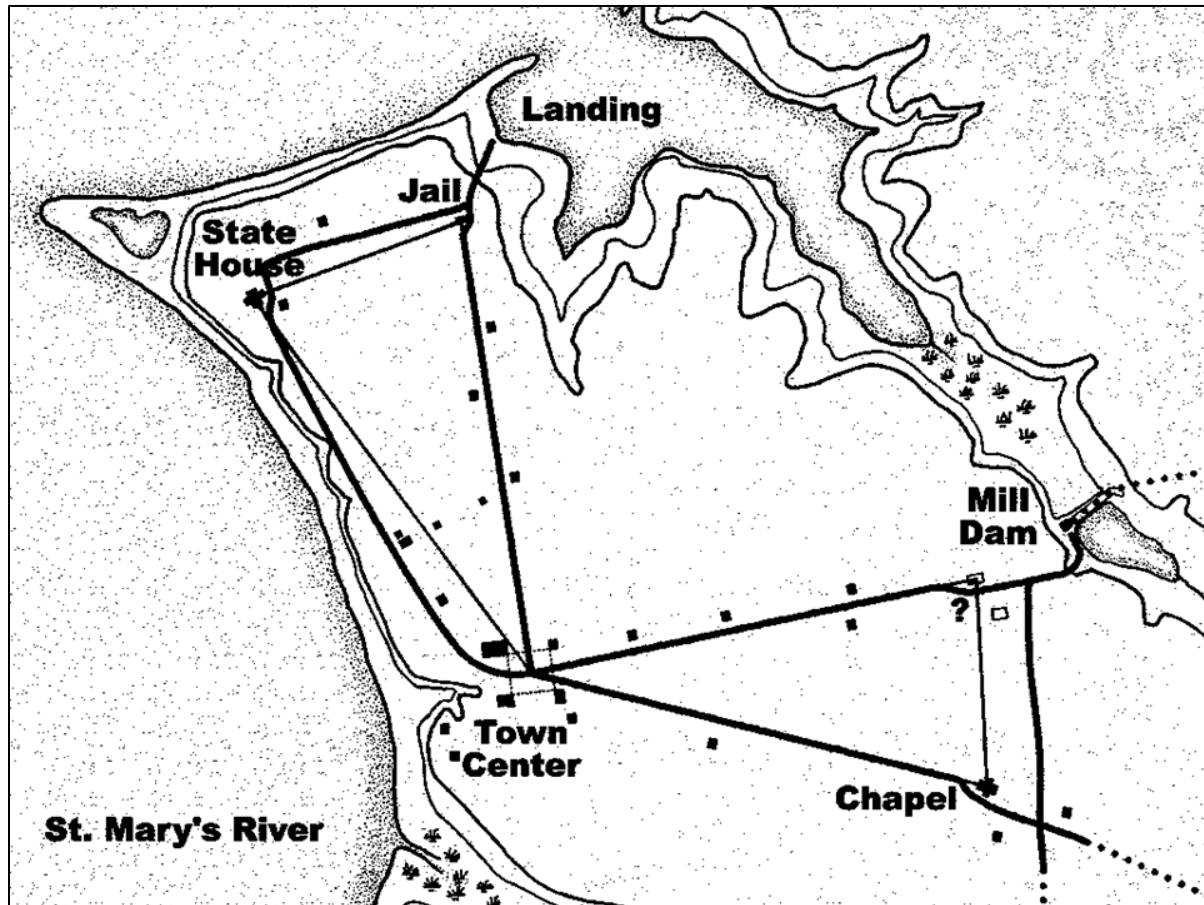 Landing
Jail
State
House
Mill
Dam
?
Town
Center
Chapel
St. Mary's River